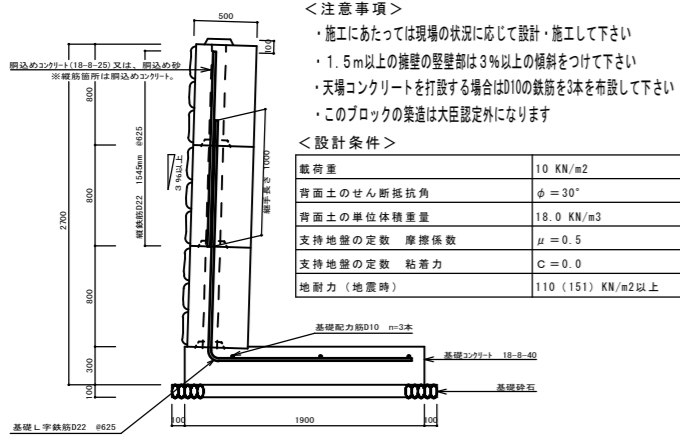 ＜注意事項＞
・施工にあたっては現場の状況に応じて設計・施工して下さい
・1.5m以上の擁壁の竪壁部は3%以上の傾斜をつけて下さい
・天場コンクリートを打設する場合はD10の鉄筋を3本を布設して下さい
・このブロックの築造は大臣認定外になります
＜設計条件＞
載荷重 10 KN/m2
背面土のせん断抵抗角 φ＝30°
背面土の単位体積重量 18.0 KN/m3
支持地盤の定数 摩擦係数 μ＝0.5
支持地盤の定数 粘着力 C＝0.0
地耐力（地震時） 110（151）KN/m2以上
500
100
胴込めコンクリート(18-8-25)又は、胴込め砂
※縦筋箇所は胴込めコンクリート。
800
800
800
300
100
2700
縦鉄筋D22 1545mm @625
3%以上
継手長さ 1000
基礎配力筋D10 n=3本
基礎コンクリート 18-8-40
基礎砕石
基礎L字鉄筋D22 @625
100
1900
100